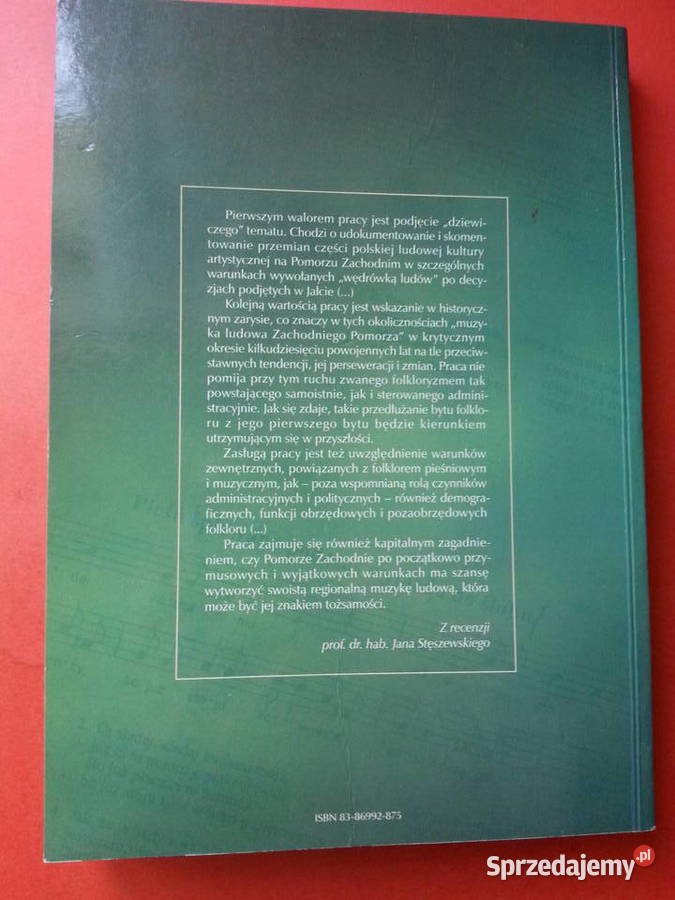 Pierwszym walorem pracy jest podjęcie „dziewi-
czego” tematu. Chodzi o udokumentowanie i skomen-
towanie przemian części polskiej ludowej kultury
artystycznej na Pomorzu Zachodnim w szczególnych
warunkach wywołanych „wędrówką ludów” po decy-
zjach podjętych w Jałcie (...)
Kolejną wartością pracy jest wskazanie w historycz-
nym zarysie, co znaczy w tych okolicznościach „muzy-
ka ludowa Zachodniego Pomorza” w krytycznym
okresie kilkudziesięciu powojennych lat na tle przeciw-
stawnych tendencji, jej perseweracji i zmian. Praca nie
pomija przy tym ruchu zwanego folkloryzmem tak
powstającego samoistnie, jak i sterowanego admini-
stracyjnie. Jak się zdaje, takie przedłużanie bytu folklo-
ru z jego pierwszego bytu będzie kierunkiem
utrzymującym się w przyszłości.
Zasługą pracy jest też uwzględnienie warunków
zewnętrznych, powiązanych z folklorem pieśniowym
i muzycznym, jak – poza wspomnianą rolą czynników
administracyjnych i politycznych – również demogra-
ficznych, funkcji obrzędowych i pozaobrzędowych
folkloru (...)
Praca zajmuje się również kapitalnym zagadnie-
niem, czy Pomorze Zachodnie po początkowo przy-
musowych i wyjątkowych warunkach ma szansę
wytworzyć swoistą regionalną muzykę ludową, która
może być jej znakiem tożsamości.
Z recenzji
prof. dr. hab. Jana Stęszewskiego
ISBN 83-86992-875
Sprzedajemy.pl